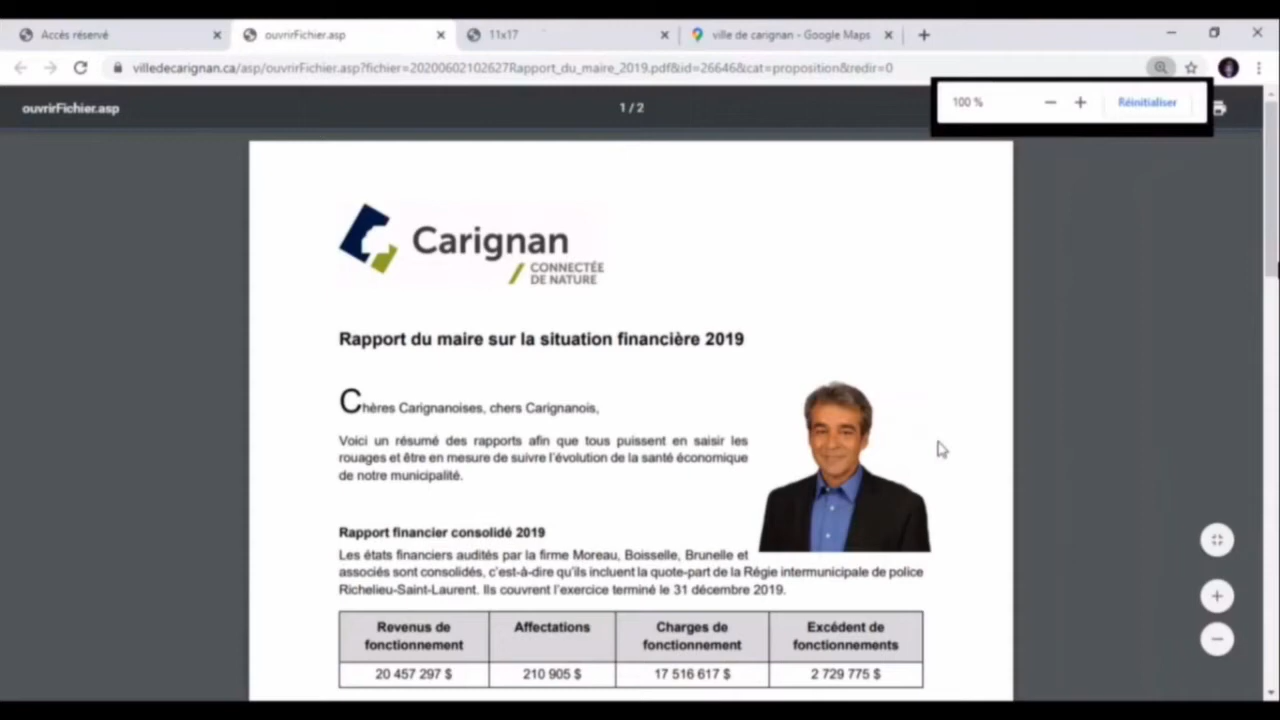 Accès réservé
ouvrirFichier.asp
11x17
ville de carignan - Google Maps
villedecarignan.ca/asp/ouvrirFichier.asp?fichier=20200602102627Rapport_du_maire_2019.pdf&id=26646&cat=proposition&redir=0
ouvrirFichier.asp
1 / 2
100 %
Réinitialiser
Carignan
CONNECTÉE
DE NATURE
Rapport du maire sur la situation financière 2019
Chères Carignanoises, chers Carignanois,
Voici un résumé des rapports afin que tous puissent en saisir les
rouages et être en mesure de suivre l'évolution de la santé économique
de notre municipalité.
Rapport financier consolidé 2019
Les états financiers audités par la firme Moreau, Boisselle, Brunelle et
associés sont consolidés, c'est-à-dire qu'ils incluent la quote-part de la Régie intermunicipale de police
Richelieu-Saint-Laurent. Ils couvrent l'exercice terminé le 31 décembre 2019.
Revenus de fonctionnement
Affectations
Charges de fonctionnement
Excédent de fonctionnements
20 457 297 $
210 905 $
17 516 617 $
2 729 775 $